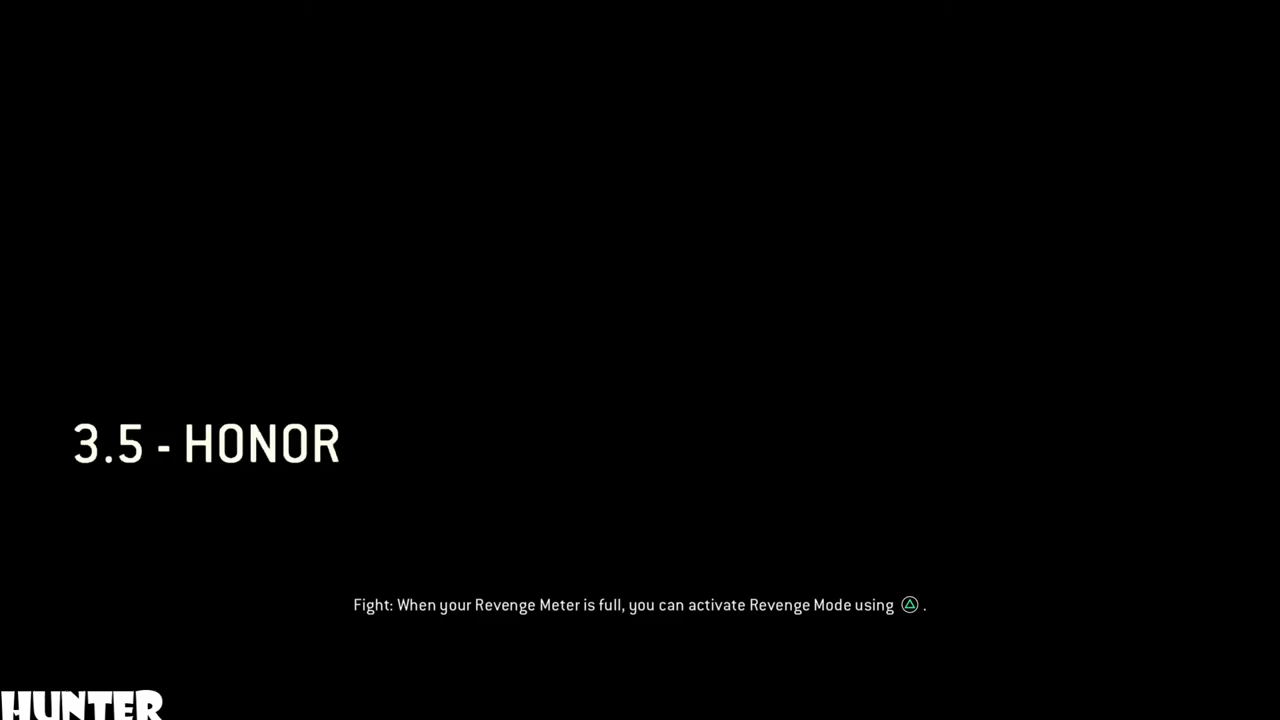 3.5 - HONOR
Fight: When your Revenge Meter is full, you can activate Revenge Mode using .
HUNTER